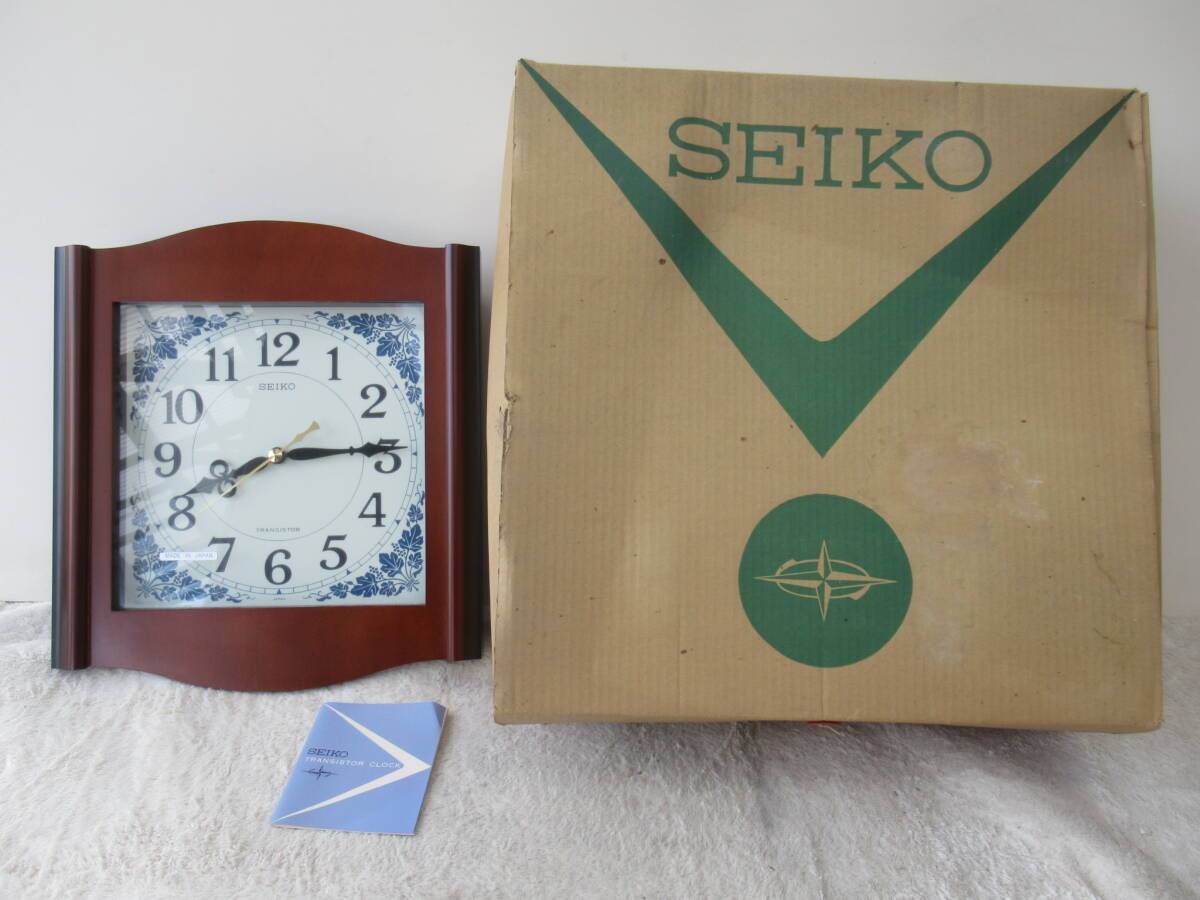 SEIKO
12
11
1
SEIKO
10
2
9
3
8
4
TRANSISTOR
7
5
MADE IN JAPAN
6
SEIKO
TRANSISTOR CLOCK